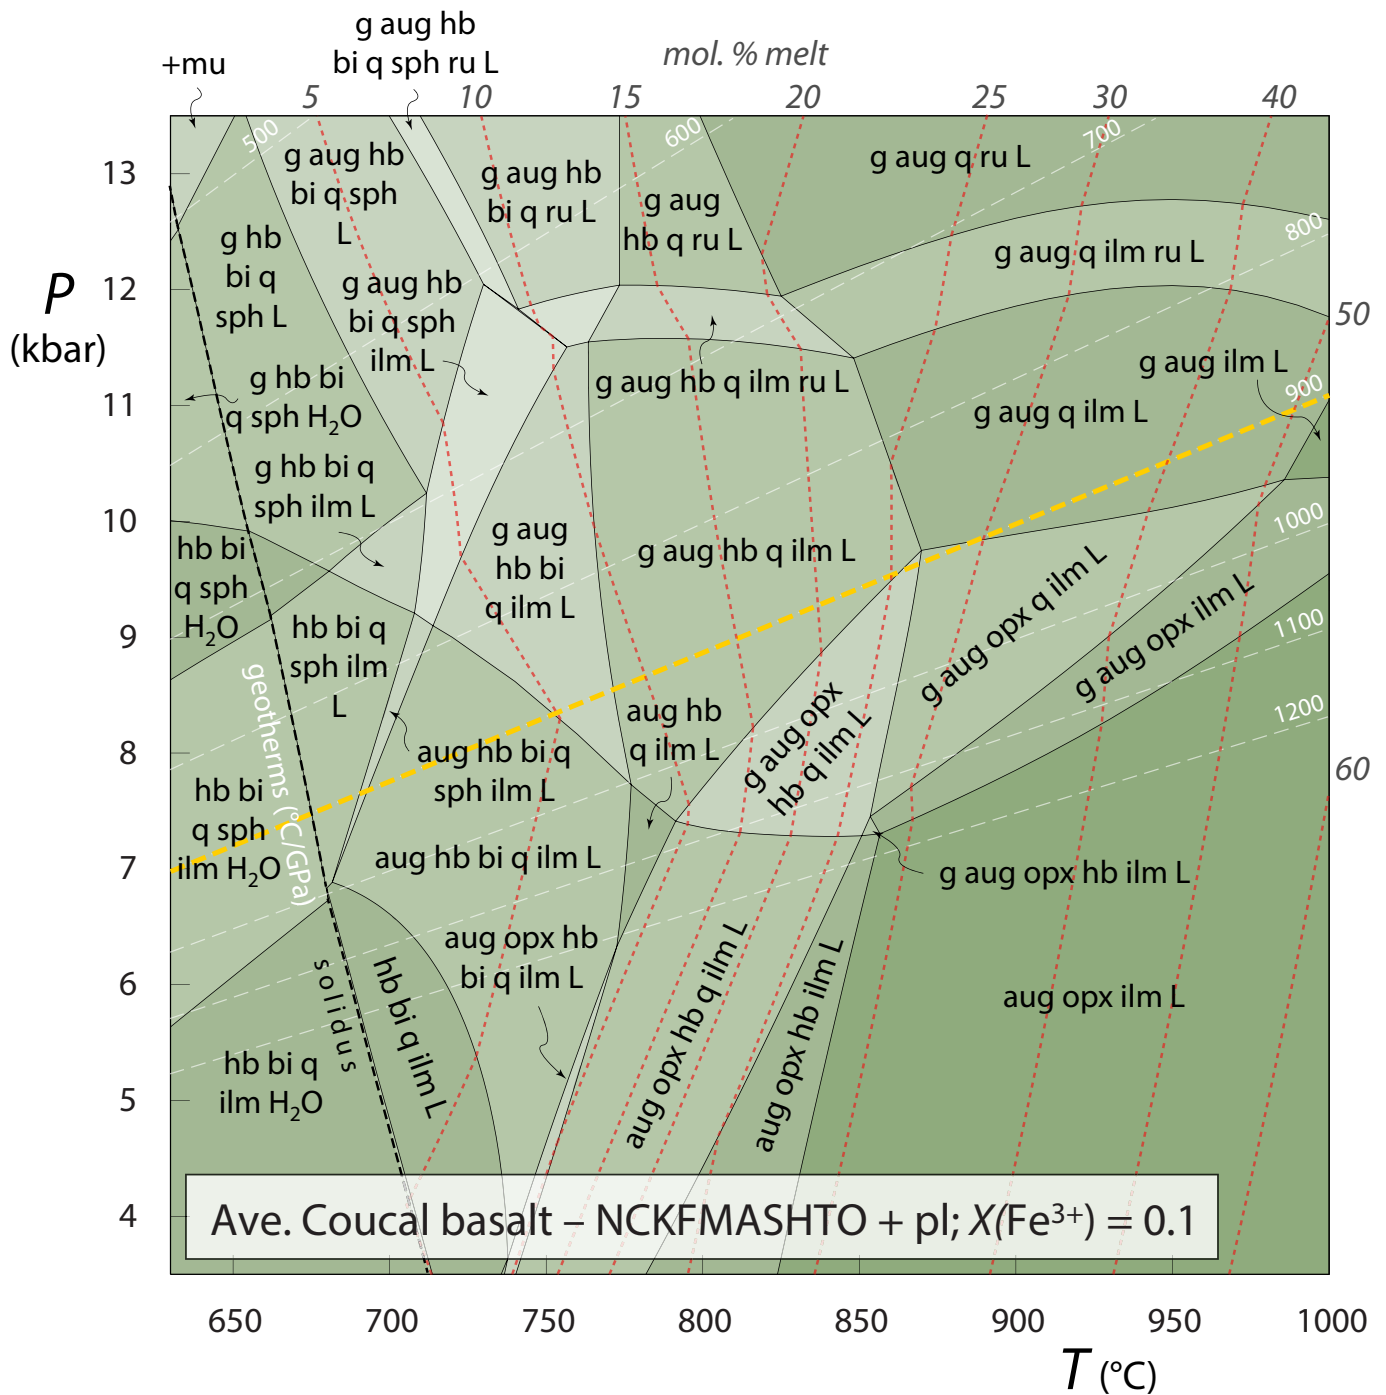 g aug hb
bi q sph ru L
+mu
mol. % melt
5
10
15
20
25
30
40
50
60
500
600
700
800
900
1000
1100
1200
P
(kbar)
13
12
11
10
9
8
7
6
5
4
g aug hb
bi q sph
L
g aug hb
bi q ru L
g aug
hb q ru L
g aug q ru L
g hb
bi q
sph L
g aug hb
bi q sph
ilm L
g aug q ilm ru L
g aug hb q ilm ru L
g aug ilm L
g hb bi
q sph H₂O
g aug q ilm L
g hb bi q
sph ilm L
hb bi
q sph
H₂O
g aug
hb bi
q ilm L
g aug hb q ilm L
g aug opx q ilm L
g aug opx ilm L
hb bi q
sph ilm
L
geotherms (°C/GPa)
aug hb
q ilm L
g aug opx
hb q ilm L
aug hb bi q
sph ilm L
hb bi
q sph
ilm H₂O
aug hb bi q ilm L
g aug opx hb ilm L
aug opx hb
bi q ilm L
solidus
hb bi q ilm L
aug opx hb q ilm L
aug opx hb ilm L
aug opx ilm L
hb bi q
ilm H₂O
Ave. Coucal basalt – NCKFMASHTO + pl; X(Fe³⁺) = 0.1
650
700
750
800
850
900
950
1000
T (°C)